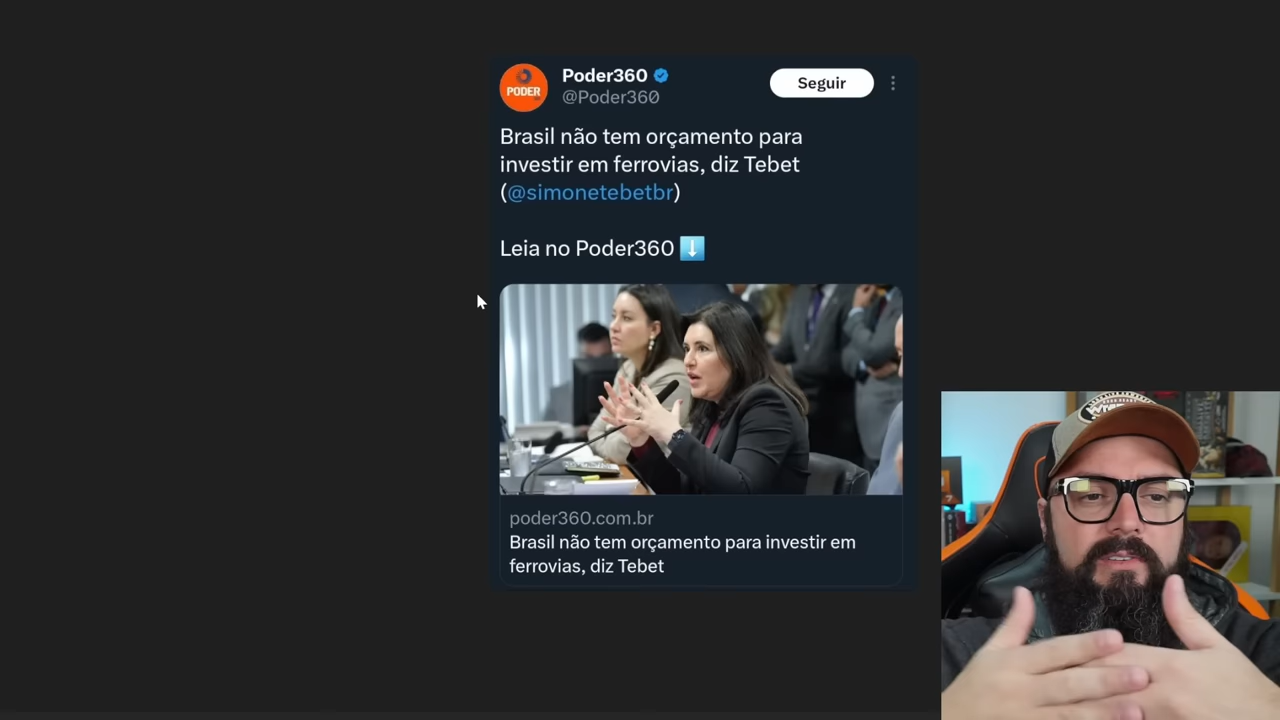 Poder360
@Poder360
Seguir
PODER
Brasil não tem orçamento para
investir em ferrovias, diz Tebet
(@simonetebetbr)
Leia no Poder360 ⬇️
poder360.com.br
Brasil não tem orçamento para investir em
ferrovias, diz Tebet